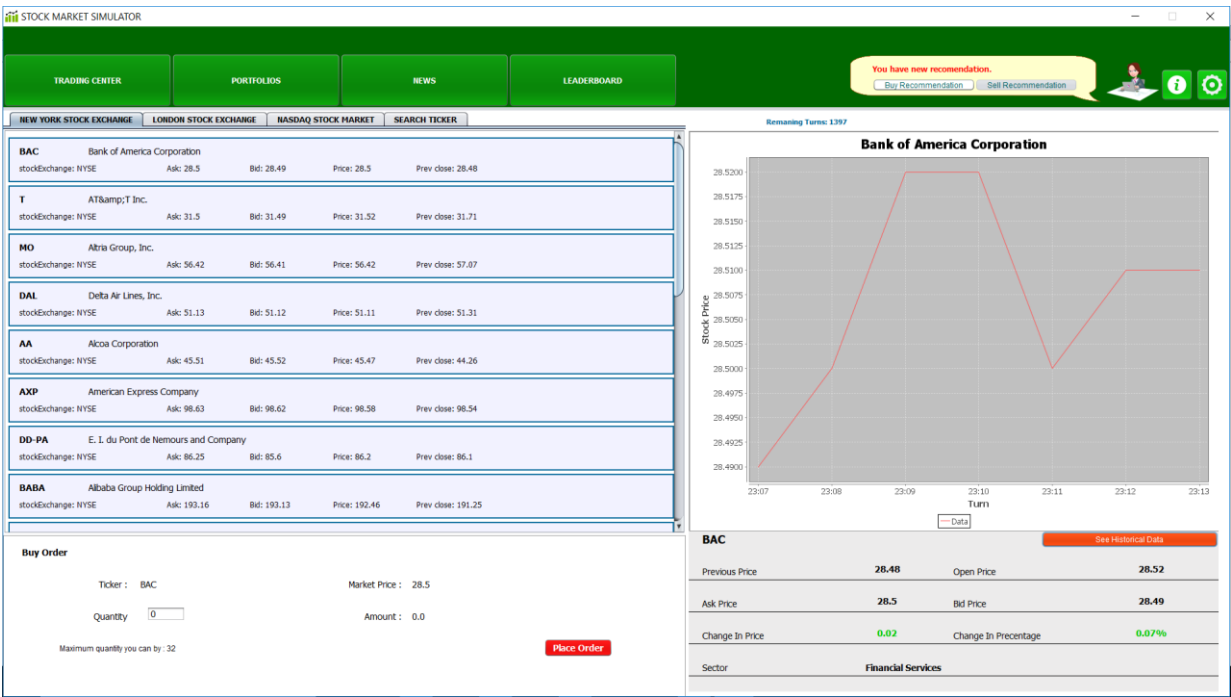 STOCK MARKET SIMULATOR
TRADING CENTER PORTFOLIOS NEWS LEADERBOARD
You have new recomendation.
Buy Recommendation Sell Recommendation
NEW YORK STOCK EXCHANGE LONDON STOCK EXCHANGE NASDAQ STOCK MARKET SEARCH TICKER
Remaning Turns: 1397
BAC Bank of America Corporation
stockExchange: NYSE Ask: 28.5 Bid: 28.49 Price: 28.5 Prev close: 28.48
T AT&amp;T Inc.
stockExchange: NYSE Ask: 31.5 Bid: 31.49 Price: 31.52 Prev close: 31.71
MO Altria Group, Inc.
stockExchange: NYSE Ask: 56.42 Bid: 56.41 Price: 56.42 Prev close: 57.07
DAL Delta Air Lines, Inc.
stockExchange: NYSE Ask: 51.13 Bid: 51.12 Price: 51.11 Prev close: 51.31
AA Alcoa Corporation
stockExchange: NYSE Ask: 45.51 Bid: 45.52 Price: 45.47 Prev close: 44.26
AXP American Express Company
stockExchange: NYSE Ask: 98.63 Bid: 98.62 Price: 98.58 Prev close: 98.54
DD-PA E. I. du Pont de Nemours and Company
stockExchange: NYSE Ask: 86.25 Bid: 85.6 Price: 86.2 Prev close: 86.1
BABA Alibaba Group Holding Limited
stockExchange: NYSE Ask: 193.16 Bid: 193.13 Price: 192.46 Prev close: 191.25
Bank of America Corporation
Stock Price
28.5200
28.5175
28.5150
28.5125
28.5100
28.5075
28.5050
28.5025
28.5000
28.4975
28.4950
28.4925
28.4900
23:07 23:08 23:09 23:10 23:11 23:12 23:13
Turn
Data
Buy Order
Ticker : BAC Market Price : 28.5
Quantity 0 Amount : 0.0
Maximum quantity you can by : 32 Place Order
BAC See Historical Data
Previous Price 28.48 Open Price 28.52
Ask Price 28.5 Bid Price 28.49
Change In Price 0.02 Change In Precentage 0.07%
Sector Financial Services